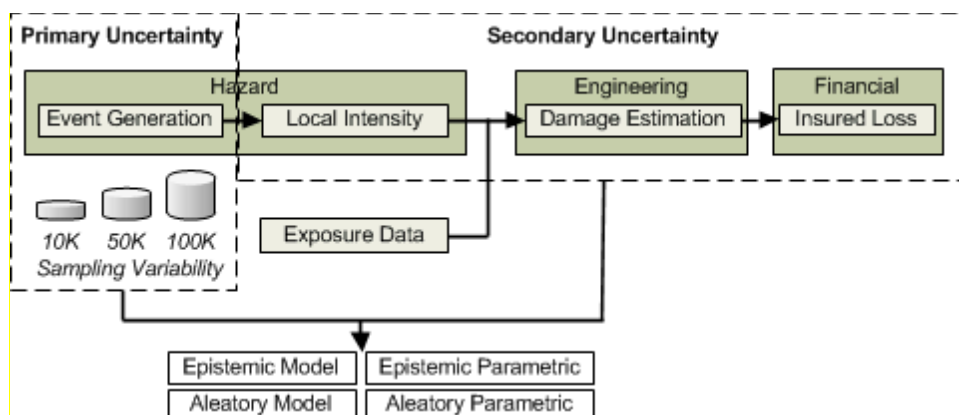 Primary Uncertainty
Secondary Uncertainty
Hazard
Engineering
Financial
Event Generation
Local Intensity
Damage Estimation
Insured Loss
10K
50K
100K
Sampling Variability
Exposure Data
Epistemic Model
Epistemic Parametric
Aleatory Model
Aleatory Parametric